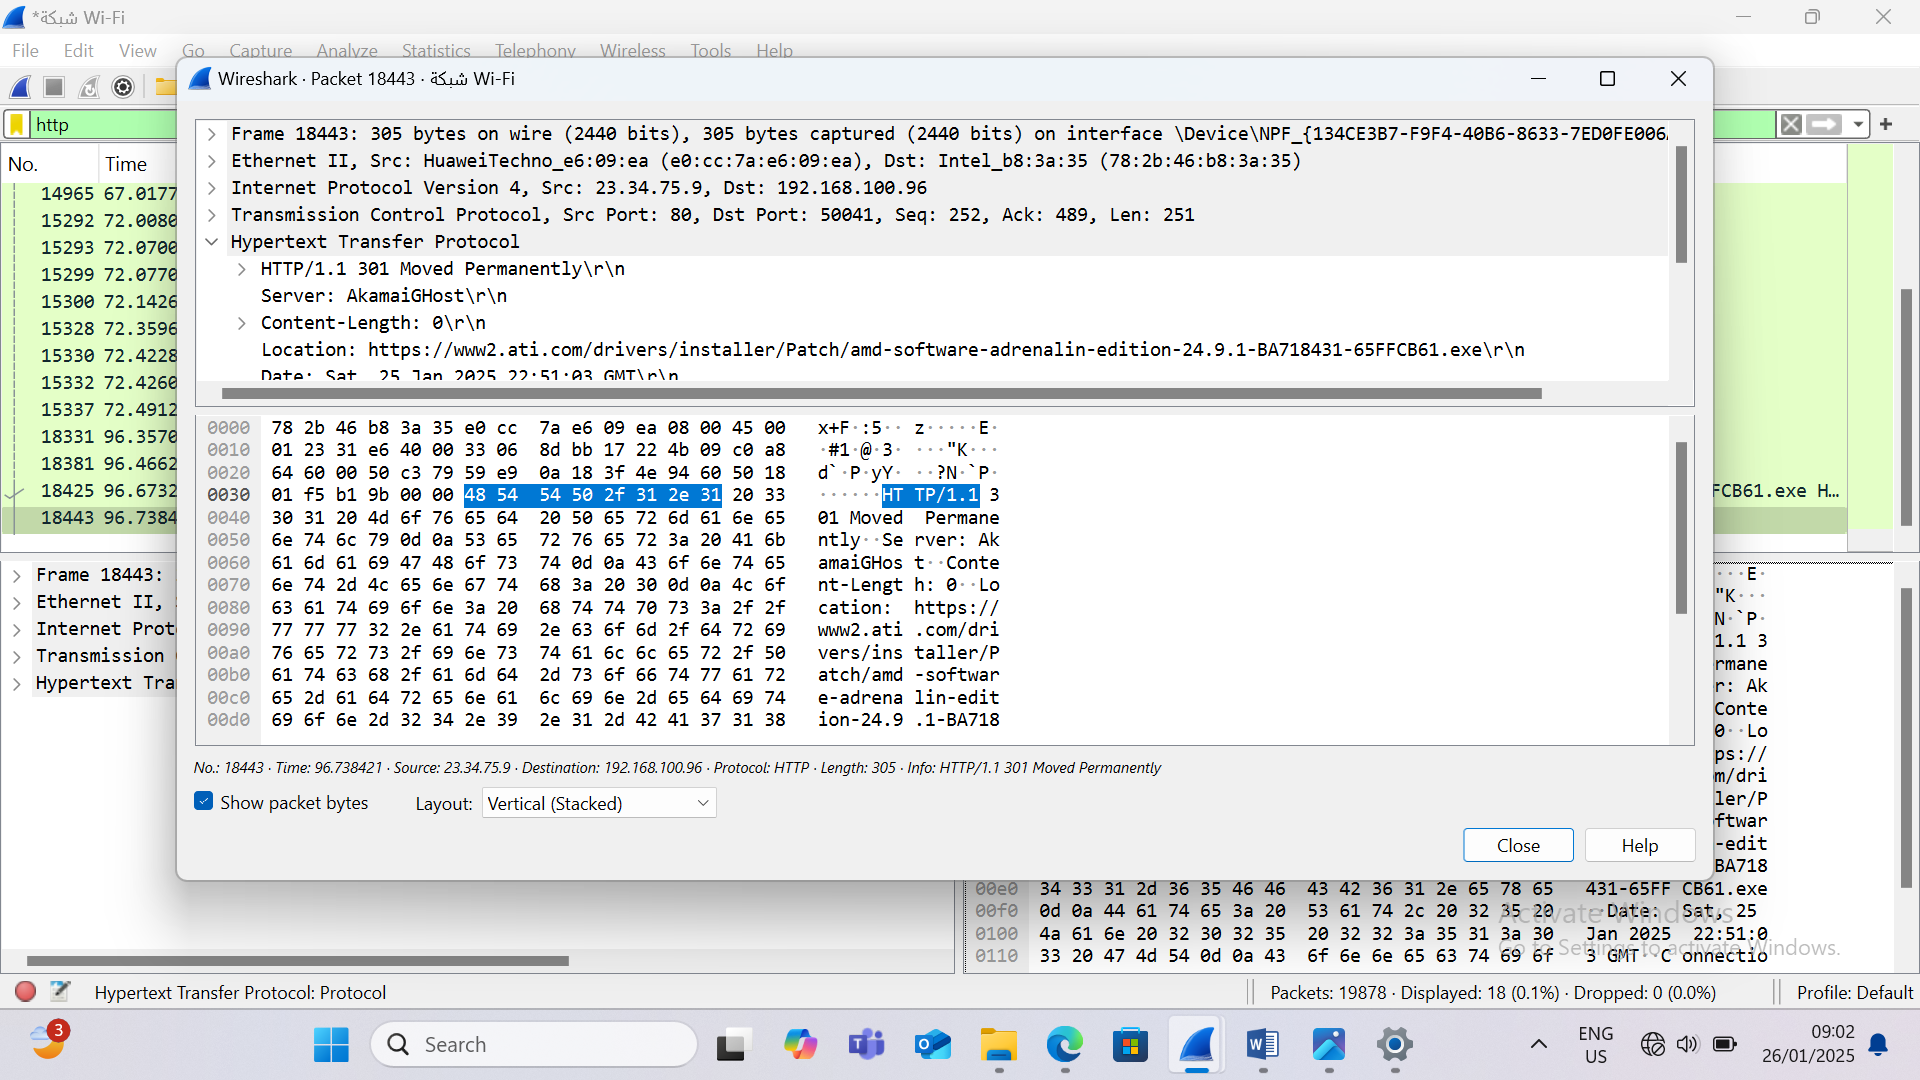 *شبكة Wi-Fi
File Edit View Go Capture Analyze Statistics Telephony Wireless Tools Help
Wireshark · Packet 18443 · شبكة Wi-Fi
http
No. Time
14965 67.0177
15292 72.0080
15293 72.0700
15299 72.0770
15300 72.1426
15328 72.3596
15330 72.4228
15332 72.4260
15337 72.4912
18331 96.3570
18381 96.4662
18425 96.6732
FCB61.exe H…
18443 96.7384
Frame 18443: 305 bytes on wire (2440 bits), 305 bytes captured (2440 bits) on interface \Device\NPF_{134CE3B7-F9F4-40B6-8633-7ED0FE006
Ethernet II, Src: HuaweiTechno_e6:09:ea (e0:cc:7a:e6:09:ea), Dst: Intel_b8:3a:35 (78:2b:46:b8:3a:35)
Internet Protocol Version 4, Src: 23.34.75.9, Dst: 192.168.100.96
Transmission Control Protocol, Src Port: 80, Dst Port: 50041, Seq: 252, Ack: 489, Len: 251
Hypertext Transfer Protocol
HTTP/1.1 301 Moved Permanently\r\n
Server: AkamaiGHost\r\n
Content-Length: 0\r\n
Location: https://www2.ati.com/drivers/installer/Patch/amd-software-adrenalin-edition-24.9.1-BA718431-65FFCB61.exe\r\n
Date: Sat, 25 Jan 2025 22:51:03 GMT\r\n
0000 78 2b 46 b8 3a 35 e0 cc 7a e6 09 ea 08 00 45 00 x+F·:5·· z·····E·
0010 01 23 31 e6 40 00 33 06 8d bb 17 22 4b 09 c0 a8 ·#1·@·3· ···"K···
0020 64 60 00 50 c3 79 59 e9 0a 18 3f 4e 94 60 50 18 d`·P·yY· ··?N·`P·
0030 01 f5 b1 9b 00 00 48 54 54 50 2f 31 2e 31 20 33 ······HT TP/1.1 3
0040 30 31 20 4d 6f 76 65 64 20 50 65 72 6d 61 6e 65 01 Moved Permane
0050 6e 74 6c 79 0d 0a 53 65 72 76 65 72 3a 20 41 6b ntly··Se rver: Ak
0060 61 6d 61 69 47 48 6f 73 74 0d 0a 43 6f 6e 74 65 amaiGHos t··Conte
0070 6e 74 2d 4c 65 6e 67 74 68 3a 20 30 0d 0a 4c 6f nt-Lengt h: 0··Lo
0080 63 61 74 69 6f 6e 3a 20 68 74 74 70 73 3a 2f 2f cation: https://
0090 77 77 77 32 2e 61 74 69 2e 63 6f 6d 2f 64 72 69 www2.ati .com/dri
00a0 76 65 72 73 2f 69 6e 73 74 61 6c 6c 65 72 2f 50 vers/ins taller/P
00b0 61 74 63 68 2f 61 6d 64 2d 73 6f 66 74 77 61 72 atch/amd -softwar
00c0 65 2d 61 64 72 65 6e 61 6c 69 6e 2d 65 64 69 74 e-adrena lin-edit
00d0 69 6f 6e 2d 32 34 2e 39 2e 31 2d 42 41 37 31 38 ion-24.9 .1-BA718
No.: 18443 · Time: 96.738421 · Source: 23.34.75.9 · Destination: 192.168.100.96 · Protocol: HTTP · Length: 305 · Info: HTTP/1.1 301 Moved Permanently
Show packet bytes Layout: Vertical (Stacked)
Close Help
Frame 18443:
Ethernet II,
Internet Prot
Transmission
Hypertext Tra
···E·
"K···
N·`P·
1.1 3
rmane
r: Ak
Conte
0··Lo
ps://
m/dri
ler/P
ftwar
-edit
BA718
00e0 34 33 31 2d 36 35 46 46 43 42 36 31 2e 65 78 65 431-65FF CB61.exe
00f0 0d 0a 44 61 74 65 3a 20 53 61 74 2c 20 32 35 20 ··Date: Sat, 25
0100 4a 61 6e 20 32 30 32 35 20 32 32 3a 35 31 3a 30 Jan 2025 22:51:0
0110 33 20 47 4d 54 0d 0a 43 6f 6e 6e 65 63 74 69 6f 3 GMT··C onnectio
Activate Windows
Go to Settings to activate Windows.
Hypertext Transfer Protocol: Protocol
Packets: 19878 · Displayed: 18 (0.1%) · Dropped: 0 (0.0%)
Profile: Default
3
Search
ENG
US
09:02
26/01/2025